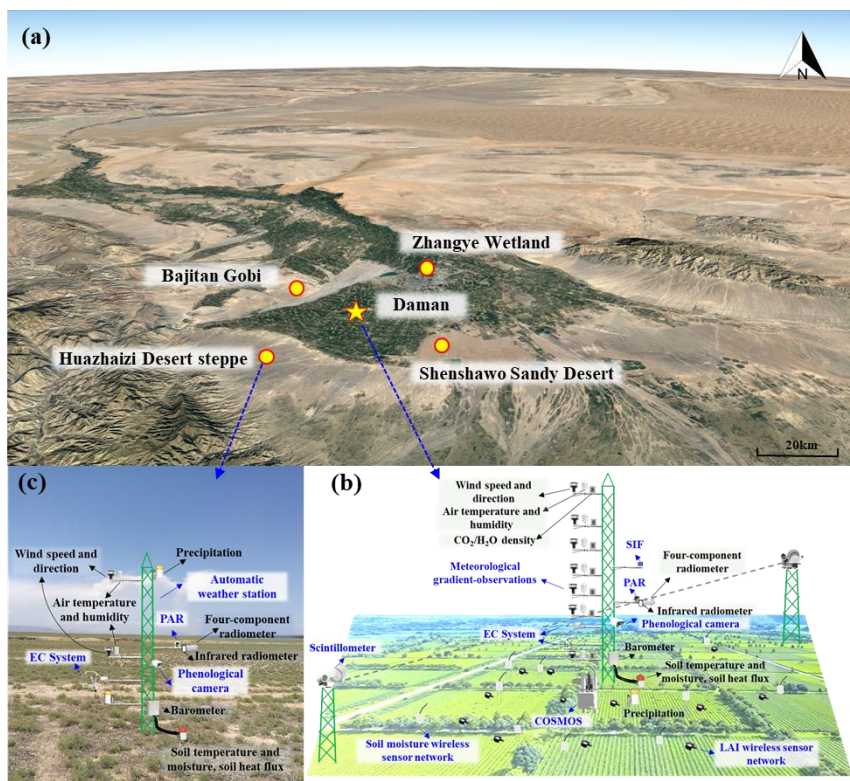 (a)
N
Zhangye Wetland
Bajitan Gobi
Daman
Huazhaizi Desert steppe
Shenshawo Sandy Desert
20km
(c)
Wind speed and
direction
Precipitation
Automatic
weather station
Air temperature
and humidity
PAR
Four-component
radiometer
EC System
Infrared radiometer
Phenological
camera
Barometer
Soil temperature and
moisture, soil heat flux
(b)
Wind speed and
direction
Air temperature and
humidity
CO₂/H₂O density
SIF
Four-component
radiometer
Meteorological
gradient-observations
PAR
Infrared radiometer
EC System
Phenological camera
Scintillometer
Barometer
Soil temperature and
moisture, soil heat flux
COSMOS
Precipitation
Soil moisture wireless
sensor network
LAI wireless sensor
network